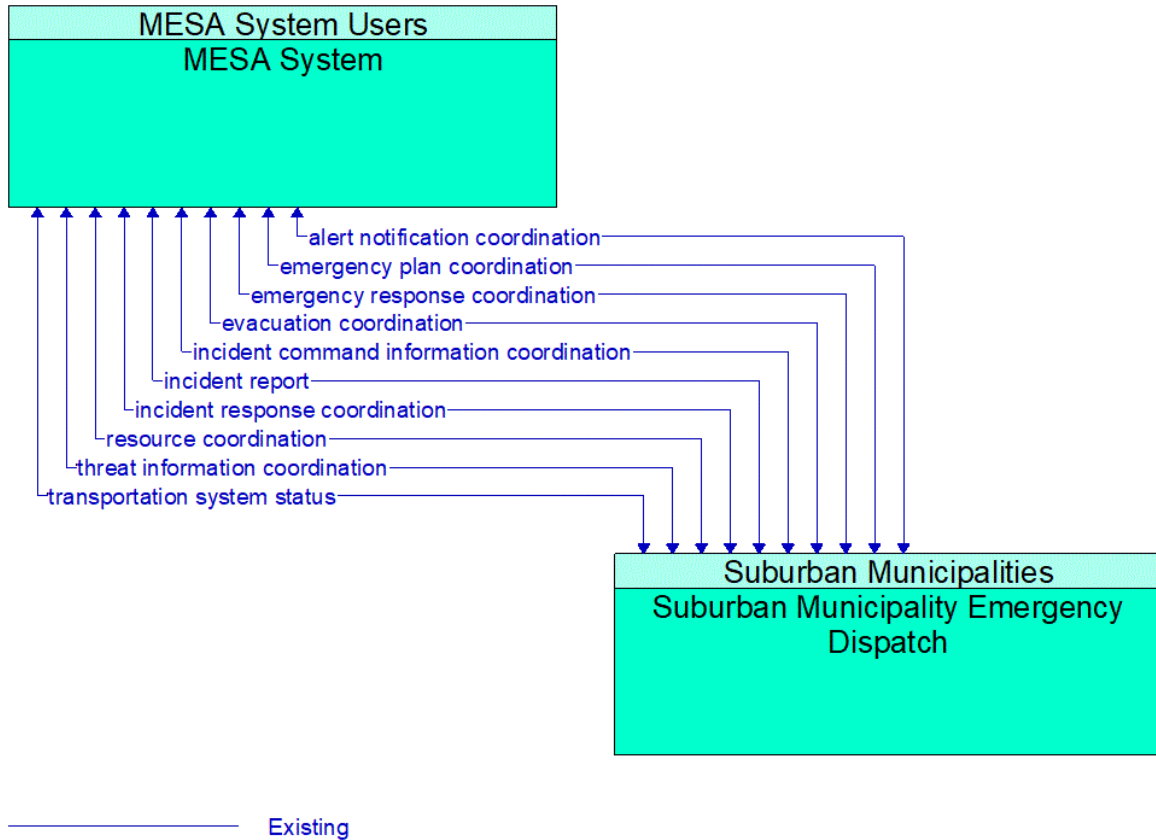 MESA System Users
MESA System
alert notification coordination
emergency plan coordination
emergency response coordination
evacuation coordination
incident command information coordination
incident report
incident response coordination
resource coordination
threat information coordination
transportation system status
Suburban Municipalities
Suburban Municipality Emergency
Dispatch
Existing